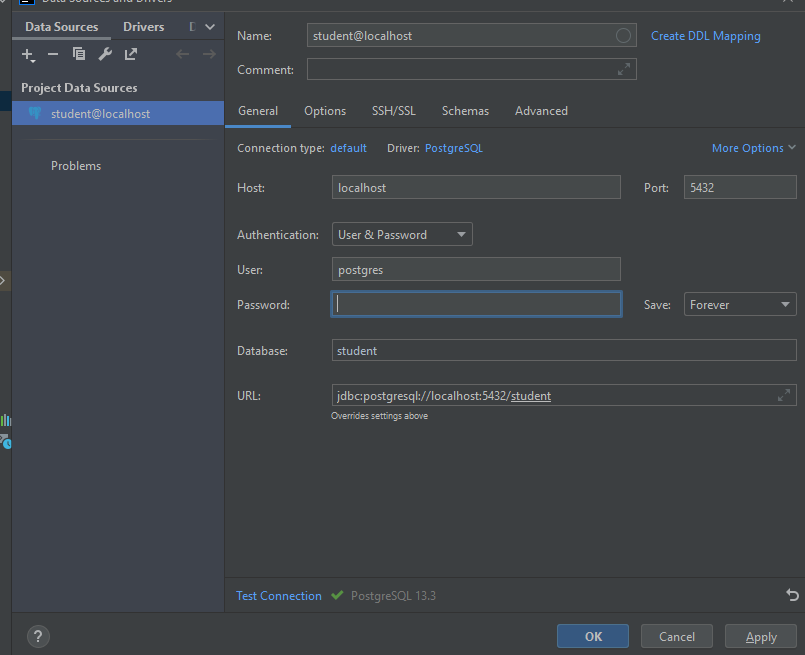 Data Sources and Drivers
Data Sources Drivers
Project Data Sources
student@localhost
Problems
Name: student@localhost Create DDL Mapping
Comment:
General Options SSH/SSL Schemas Advanced
Connection type: default Driver: PostgreSQL More Options
Host: localhost Port: 5432
Authentication: User & Password
User: postgres
Password: Save: Forever
Database: student
URL: jdbc:postgresql://localhost:5432/student
Overrides settings above
Test Connection PostgreSQL 13.3
? OK Cancel Apply